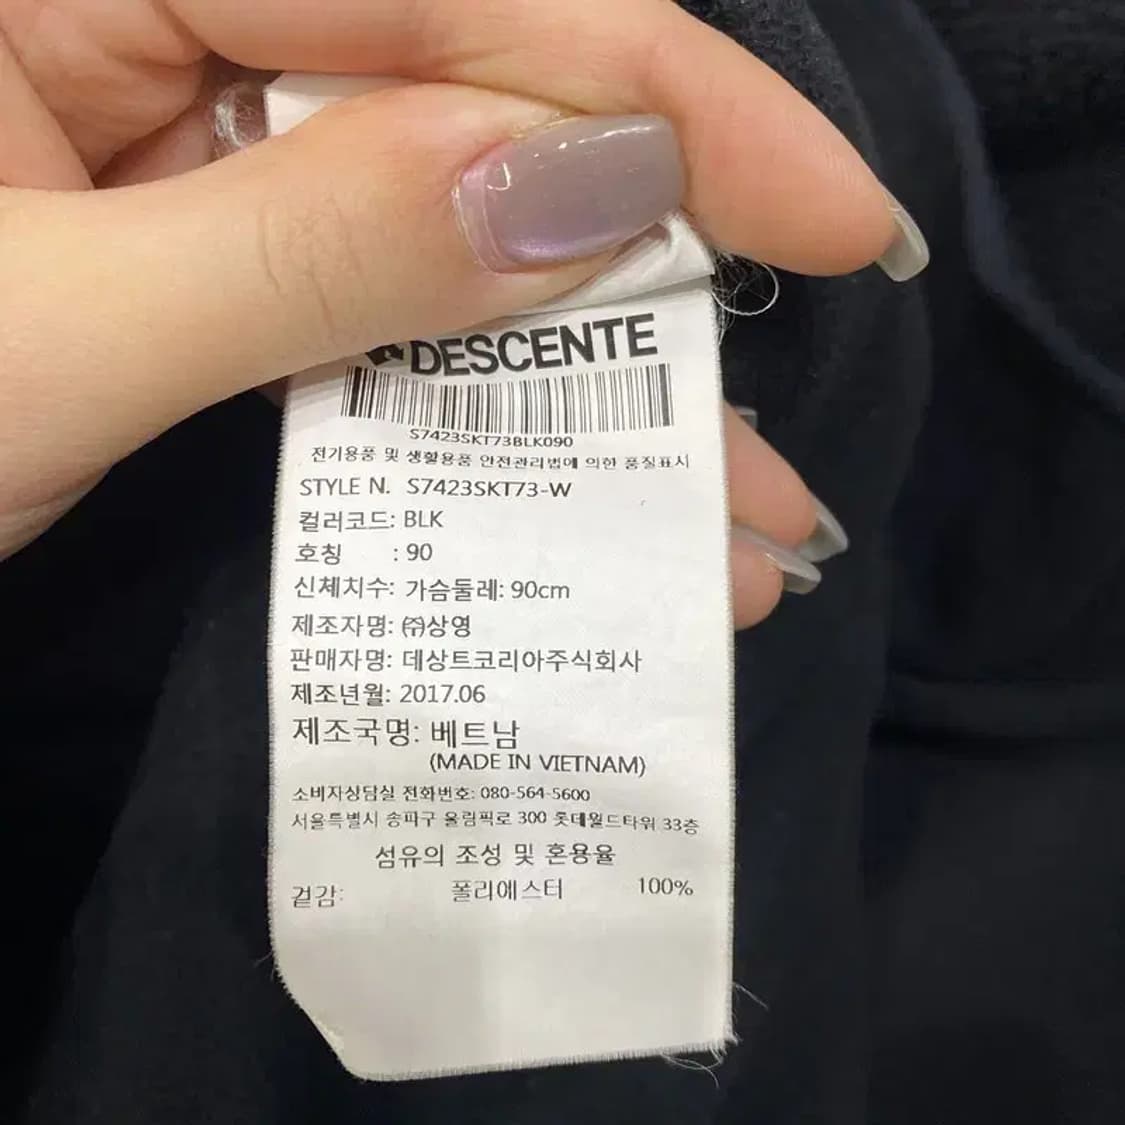 DESCENTE
S7423SKT73BLK090
전기용품 및 생활용품 안전관리법에 의한 품질표시
STYLE N. S7423SKT73-W
컬러코드: BLK
호칭 : 90
신체치수: 가슴둘레: 90cm
제조자명: ㈜상영
판매자명: 데상트코리아주식회사
제조년월: 2017.06
제조국명: 베트남
(MADE IN VIETNAM)
소비자상담실 전화번호: 080-564-5600
서울특별시 송파구 올림픽로 300 롯데월드타워 33층
섬유의 조성 및 혼용율
겉감: 폴리에스터 100%